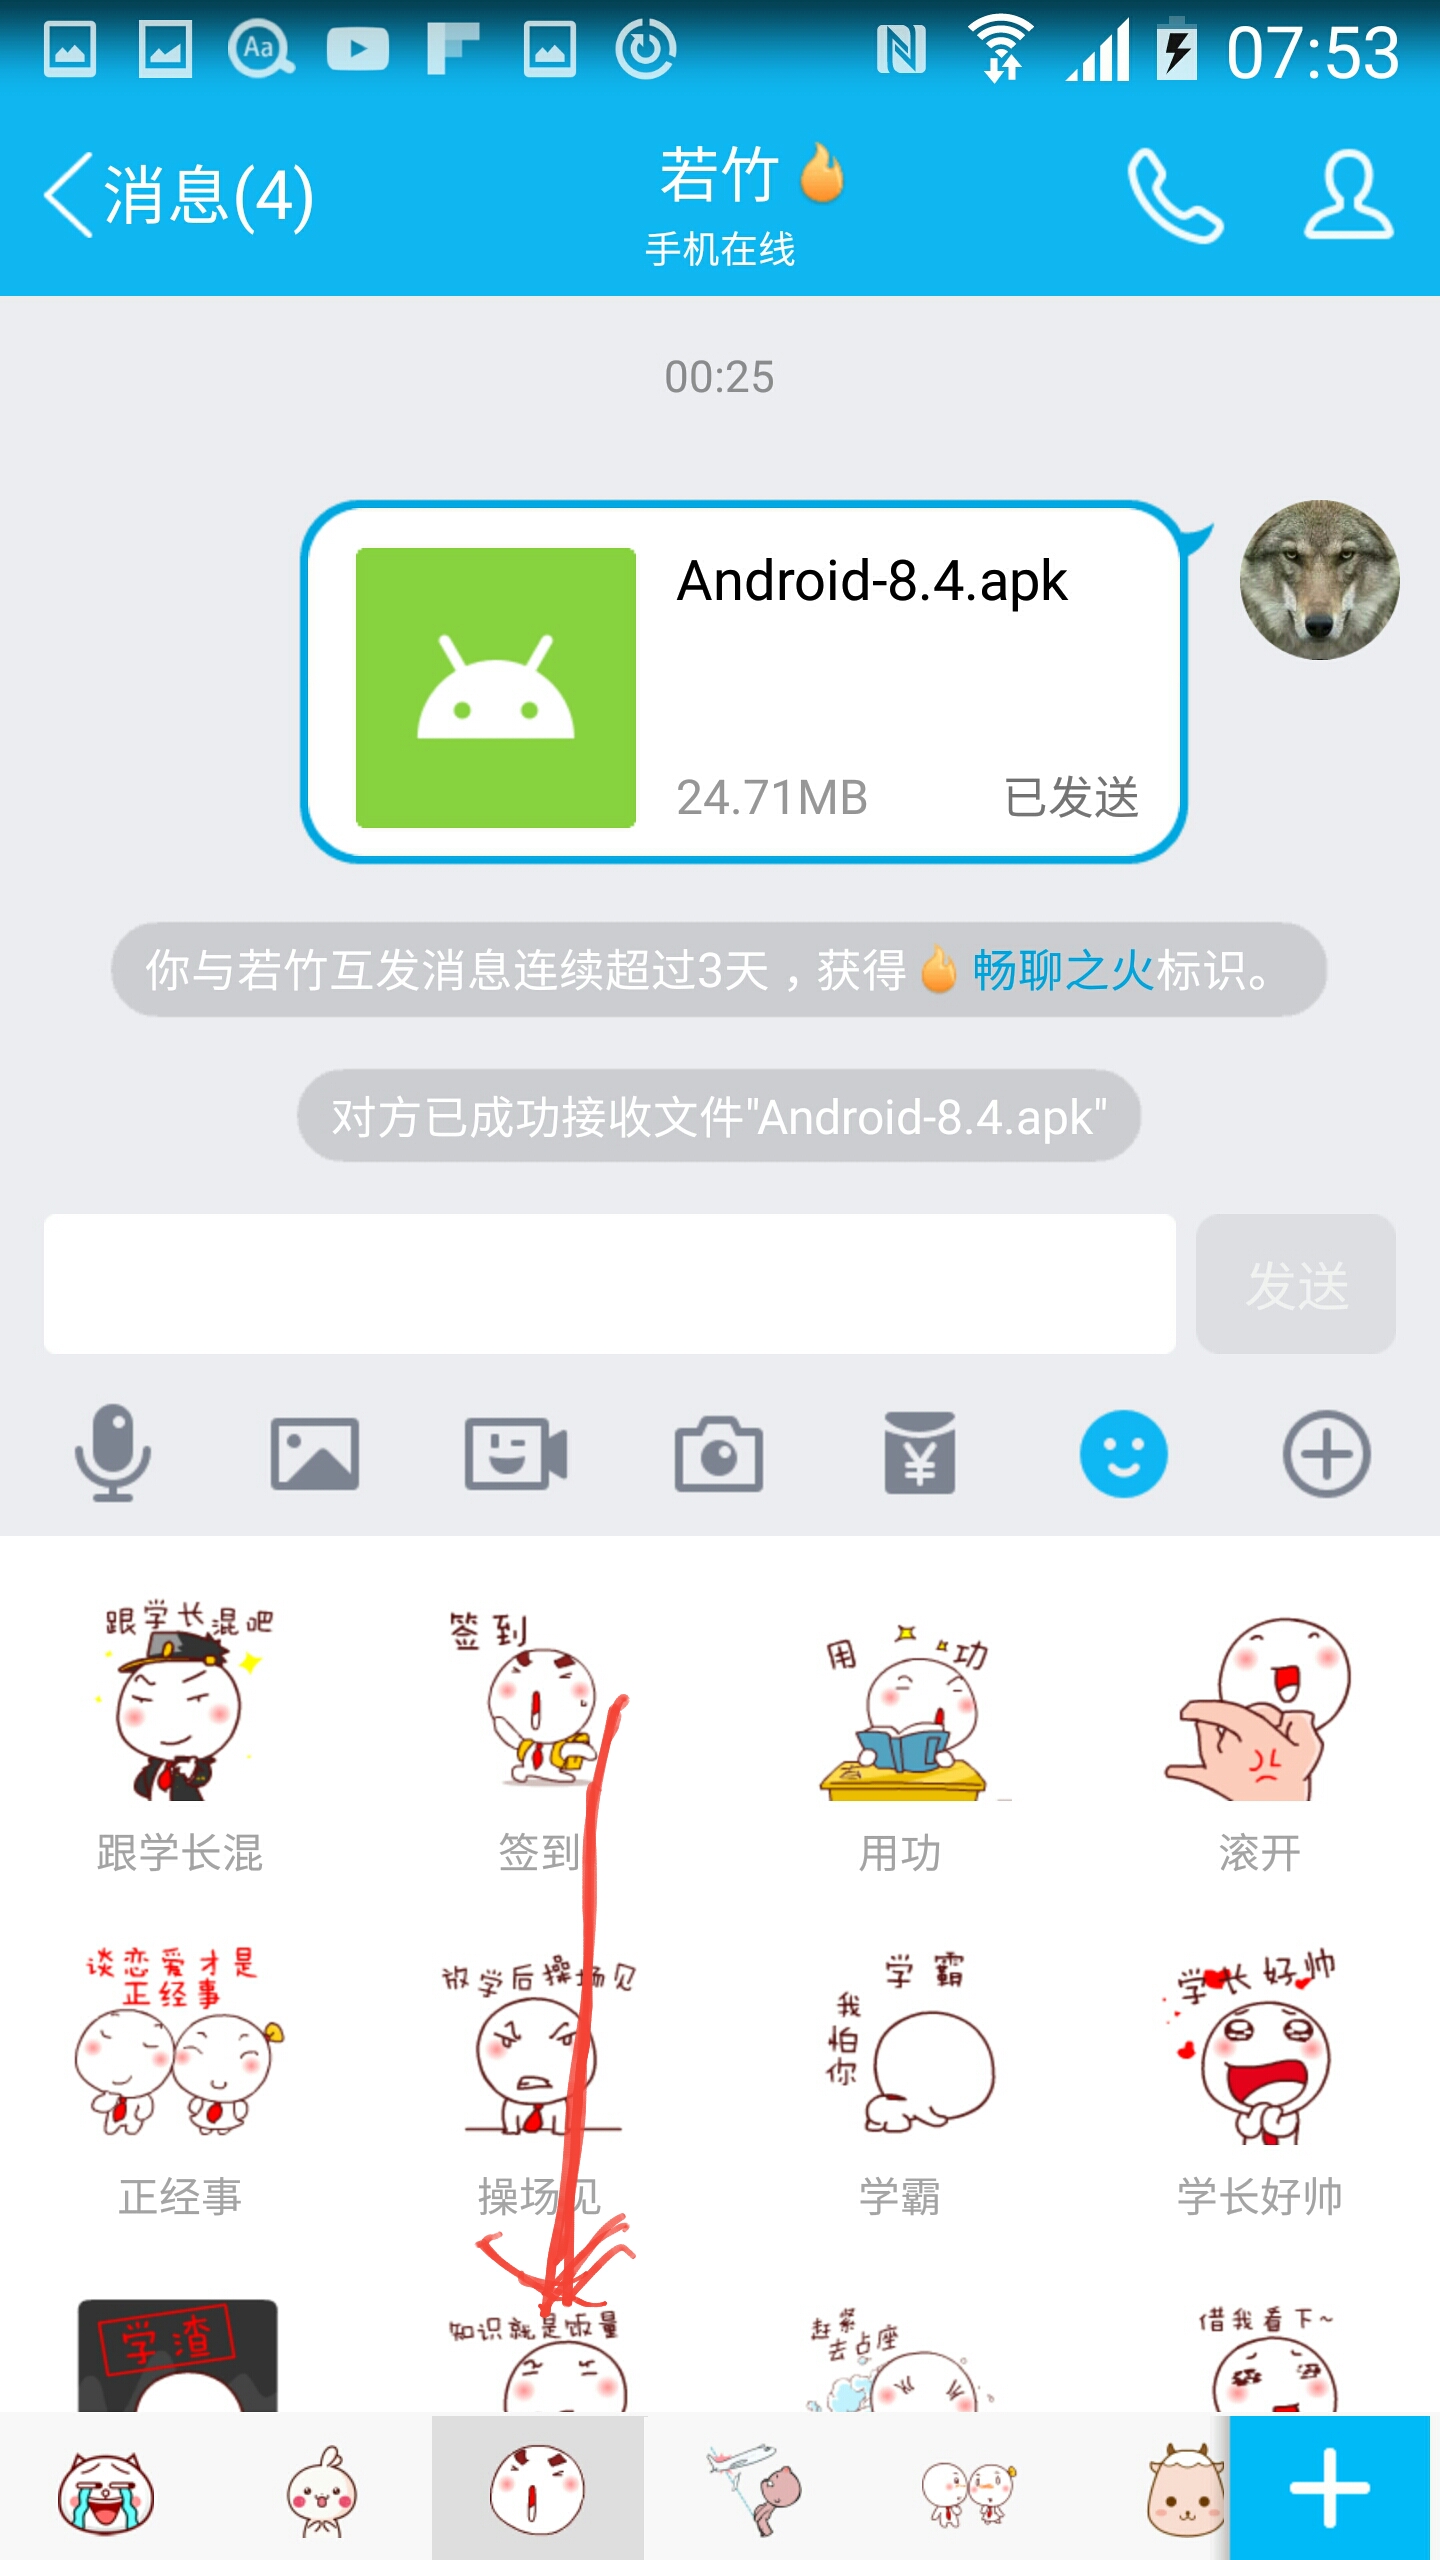 Aa
07:53
消息(4)
若竹
手机在线
00:25
Android-8.4.apk
24.71MB
已发送
你与若竹互发消息连续超过3天，获得 畅聊之火标识。
对方已成功接收文件"Android-8.4.apk"
发送
跟学长混吧
签到
用功
跟学长混
签到
用功
滚开
谈恋爱才是
正经事
放学后操场见
学霸
我怕你
学长好帅
正经事
操场见
学霸
学长好帅
学渣
知识就是饭量
赶紧
去占座
借我看下~